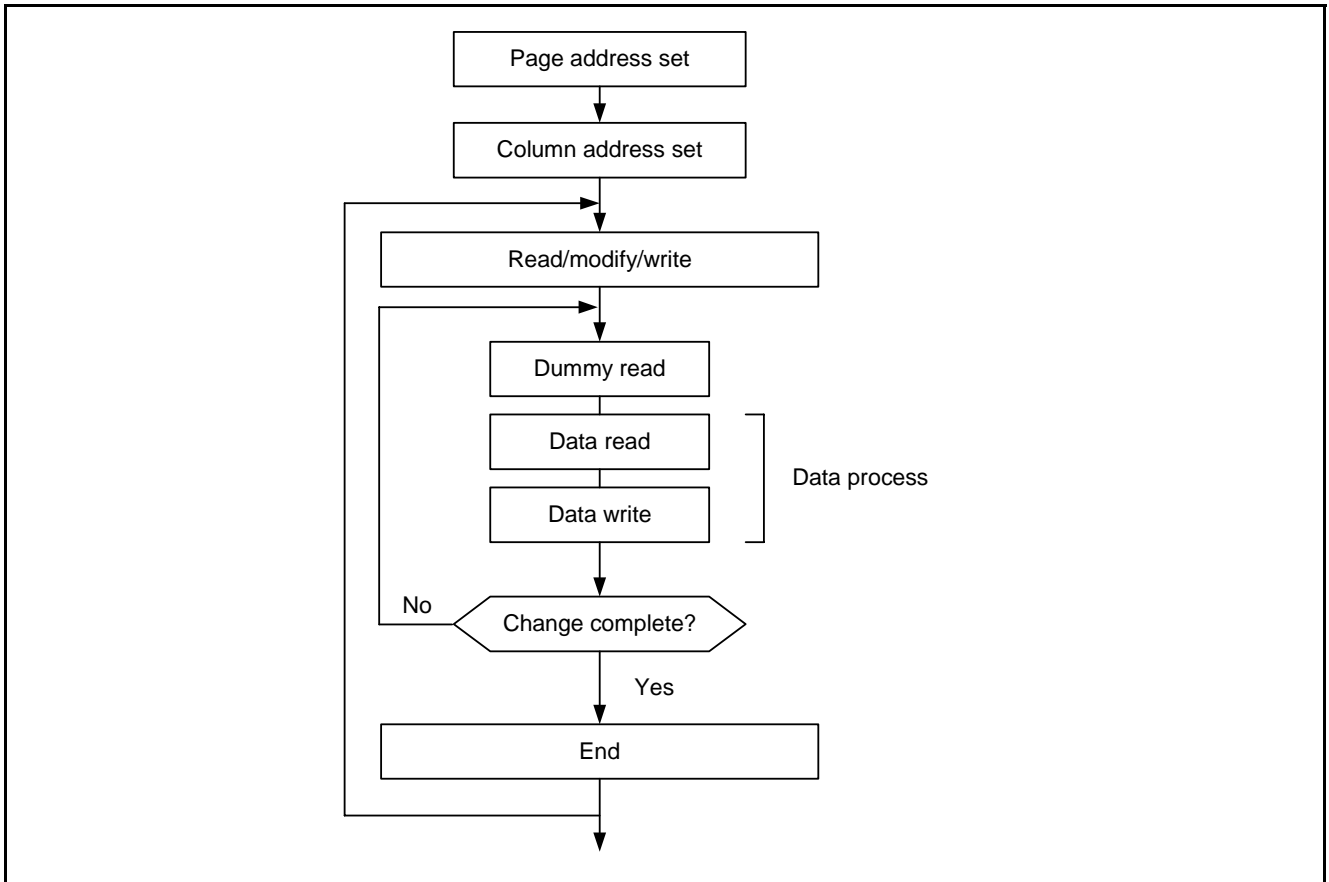 Page address set
Column address set
Read/modify/write
Dummy read
Data read
Data process
Data write
No
Change complete?
Yes
End